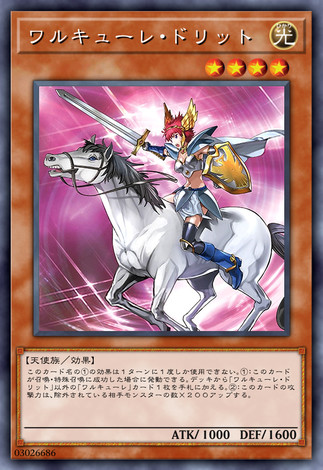 ワルキューレ・ドリット
光
【天使族／効果】
このカード名の①の効果は１ターンに１度しか使用できない。①：このカード
が召喚・特殊召喚に成功した場合に発動できる。デッキから「ワルキューレ・ド
リット」以外の「ワルキューレ」カード１枚を手札に加える。②：このカードの攻
撃力は、除外されている相手モンスターの数×２００アップする。
ATK/1000 DEF/1600
03026686